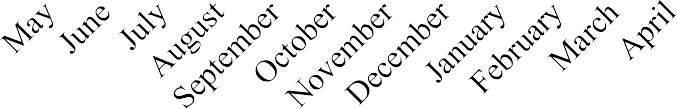 May
June
July
August
September
October
November
December
January
February
March
April